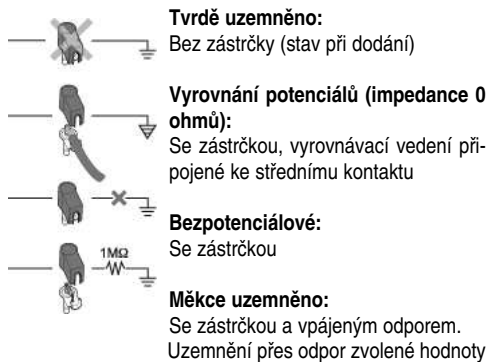 Tvrdě uzemněno:
Bez zástrčky (stav při dodání)
Vyrovnání potenciálů (impedance 0
ohmů):
Se zástrčkou, vyrovnávací vedení při-
pojené ke střednímu kontaktu
Bezpotenciálové:
Se zástrčkou
1MΩ
Měkce uzemněno:
Se zástrčkou a vpájeným odporem.
Uzemnění přes odpor zvolené hodnoty